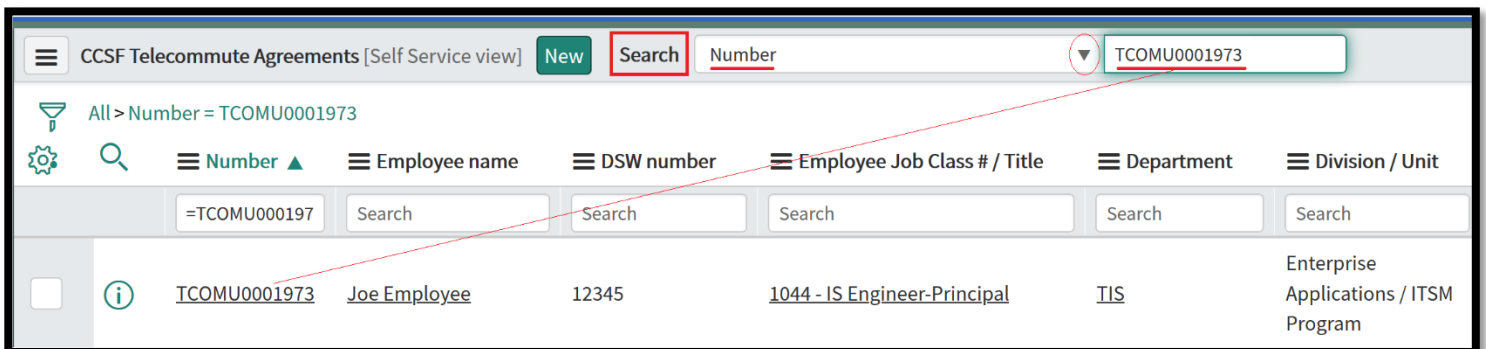 CCSF Telecommute Agreements [Self Service view] New Search Number TCOMU0001973
All > Number = TCOMU0001973
Number Employee name DSW number Employee Job Class # / Title Department Division / Unit
=TCOMU000197 Search Search Search Search Search
TCOMU0001973 Joe Employee 12345 1044 - IS Engineer-Principal TIS Enterprise
Applications / ITSM
Program